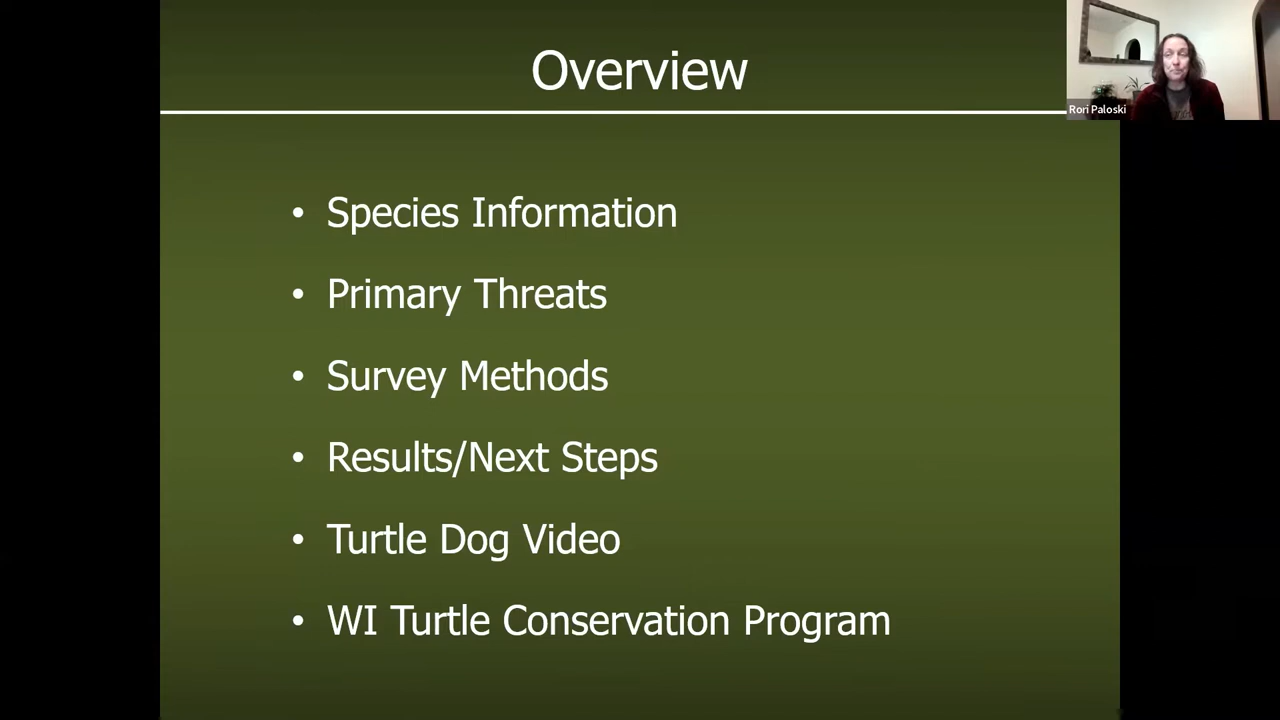 Overview
Rori Paloski
• Species Information
• Primary Threats
• Survey Methods
• Results/Next Steps
• Turtle Dog Video
• WI Turtle Conservation Program